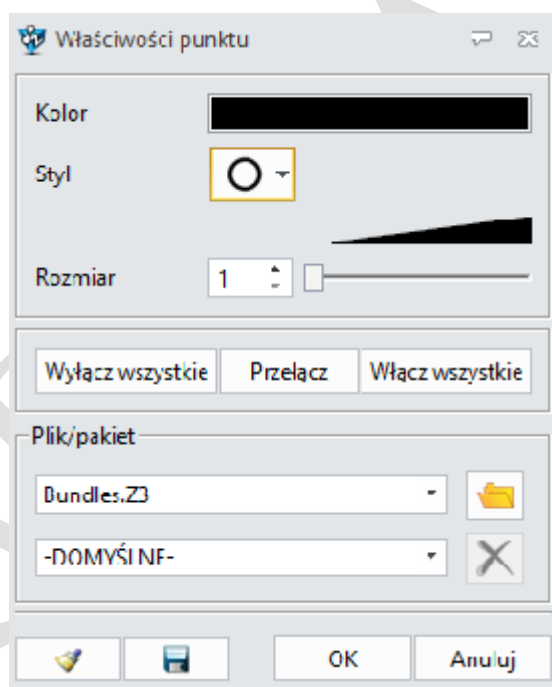 Właściwości punktu
Kolor
Styl
Rozmiar 1
Wyłącz wszystkie Przełącz Włącz wszystkie
Plik/pakiet
Bundles.Z3
-DOMYŚLNE-
OK Anuluj